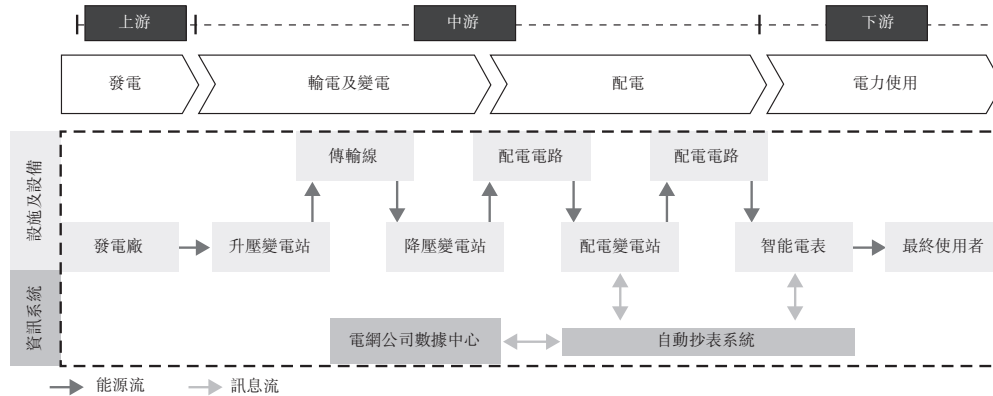 上游
中游
下游
發電
輸電及變電
配電
電力使用
設施及設備
傳輸線
配電電路
配電電路
發電廠
升壓變電站
降壓變電站
配電變電站
智能電表
最終使用者
資訊系統
電網公司數據中心
自動抄表系統
能源流
訊息流